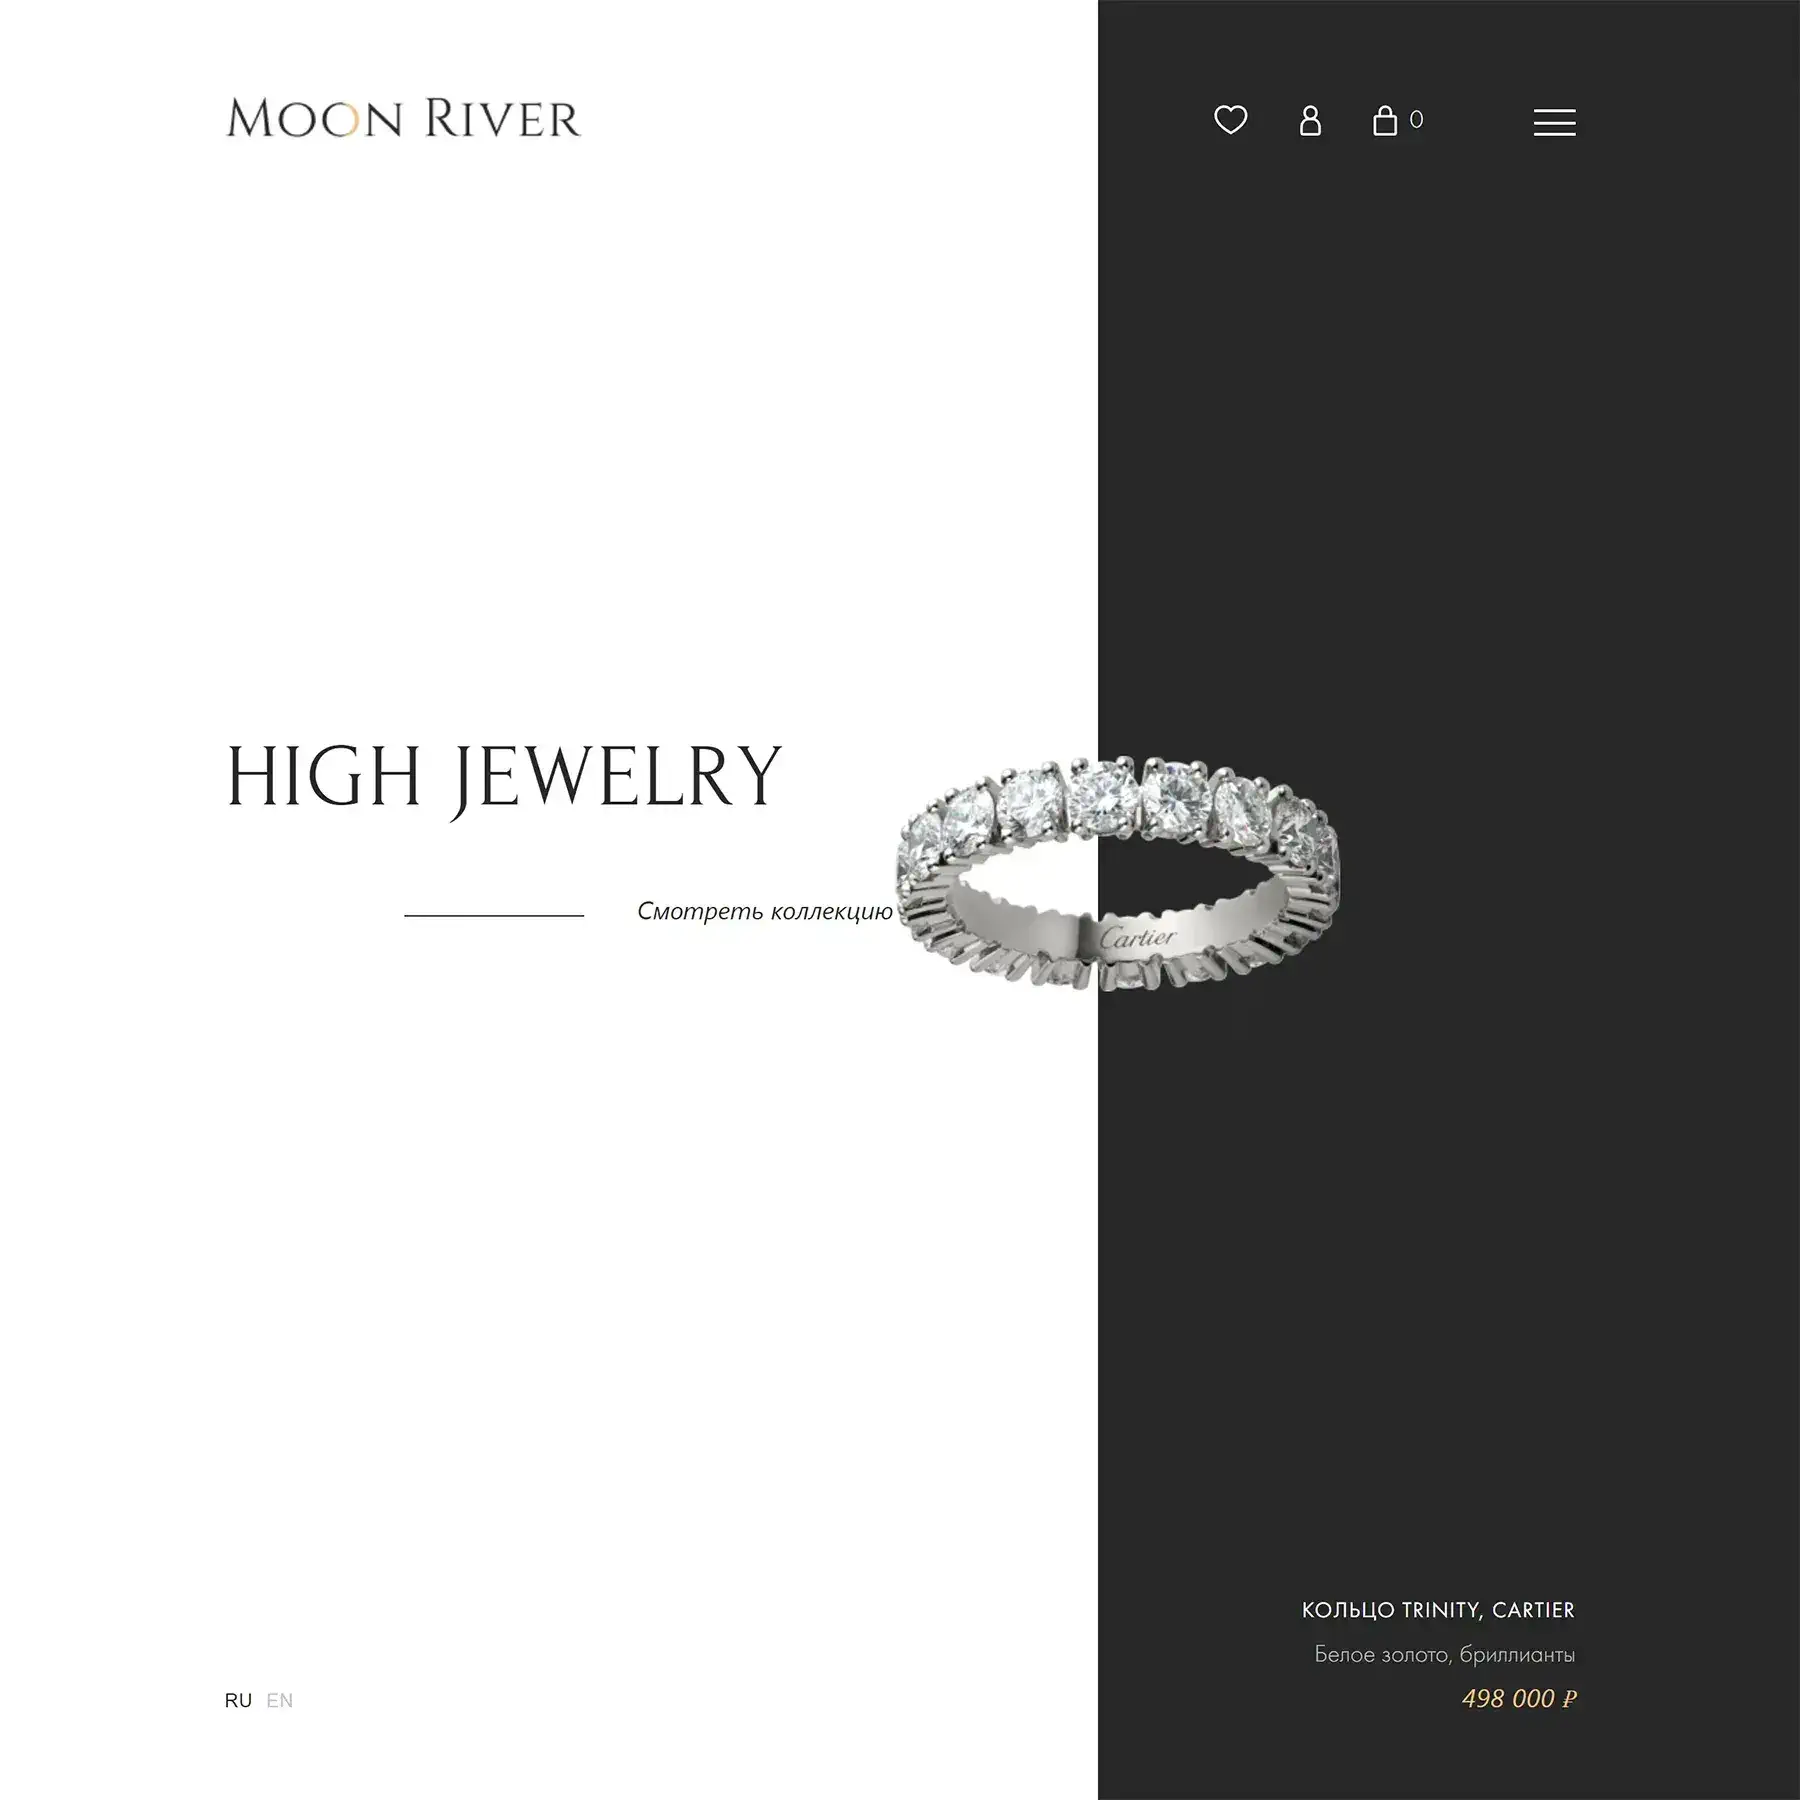 MOON RIVER
0
HIGH JEWELRY
Смотреть коллекцию
Cartier
КОЛЬЦО TRINITY, CARTIER
Белое золото, бриллианты
498 000 ₽
RU EN